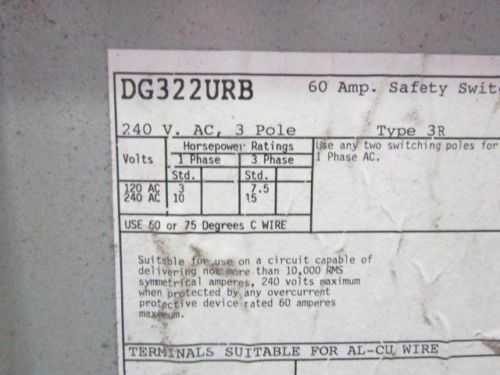 DG322URB 60 Amp. Safety Swit
240 V. AC, 3 Pole Type 3R
Horsepower Ratings Use any two switching poles for
Volts 1 Phase 3 Phase 1 Phase AC.
Std. Std.
120 AC 3 7.5
240 AC 10 15
USE 60 or 75 Degrees C WIRE
Suitable for use on a circuit capable of
delivering not more than 10,000 RMS
symmetrical amperes, 240 volts maximum
when protected by any overcurrent
protective device rated 60 amperes
maximum.
TERMINALS SUITABLE FOR AL-CU WIRE